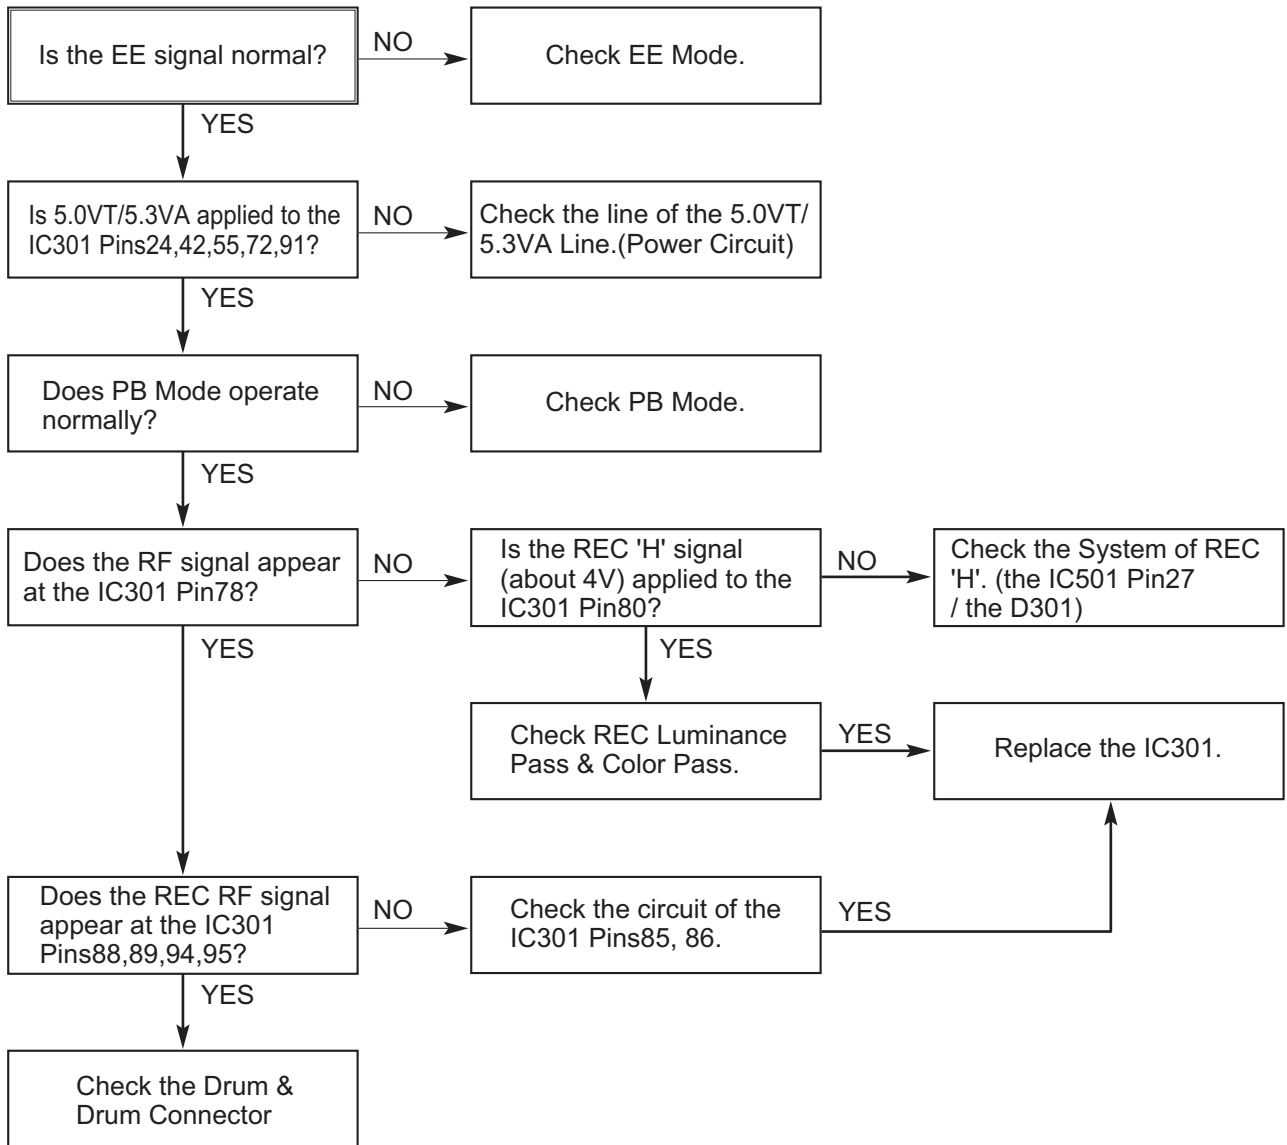 Is the EE signal normal?
NO
Check EE Mode.
YES
Is 5.0VT/5.3VA applied to the
IC301 Pins24,42,55,72,91?
NO
Check the line of the 5.0VT/
5.3VA Line.(Power Circuit)
YES
Does PB Mode operate
normally?
NO
Check PB Mode.
YES
Does the RF signal appear
at the IC301 Pin78?
NO
Is the REC 'H' signal
(about 4V) applied to the
IC301 Pin80?
NO
Check the System of REC
'H'. (the IC501 Pin27
/ the D301)
YES
YES
Check REC Luminance
Pass & Color Pass.
YES
Replace the IC301.
Does the REC RF signal
appear at the IC301
Pins88,89,94,95?
NO
Check the circuit of the
IC301 Pins85, 86.
YES
YES
Check the Drum &
Drum Connector